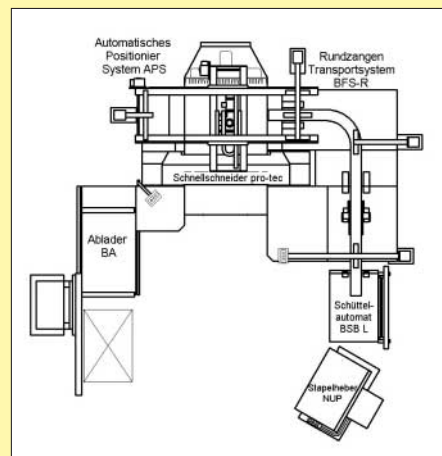 Automatisches
Positionier
System APS
Rundzangen
Transportsystem
BFS-R
Schnellschneider pro-tec
Ablader
BA
Schüttel-
automat
BSB L
Stapelheber
NUP